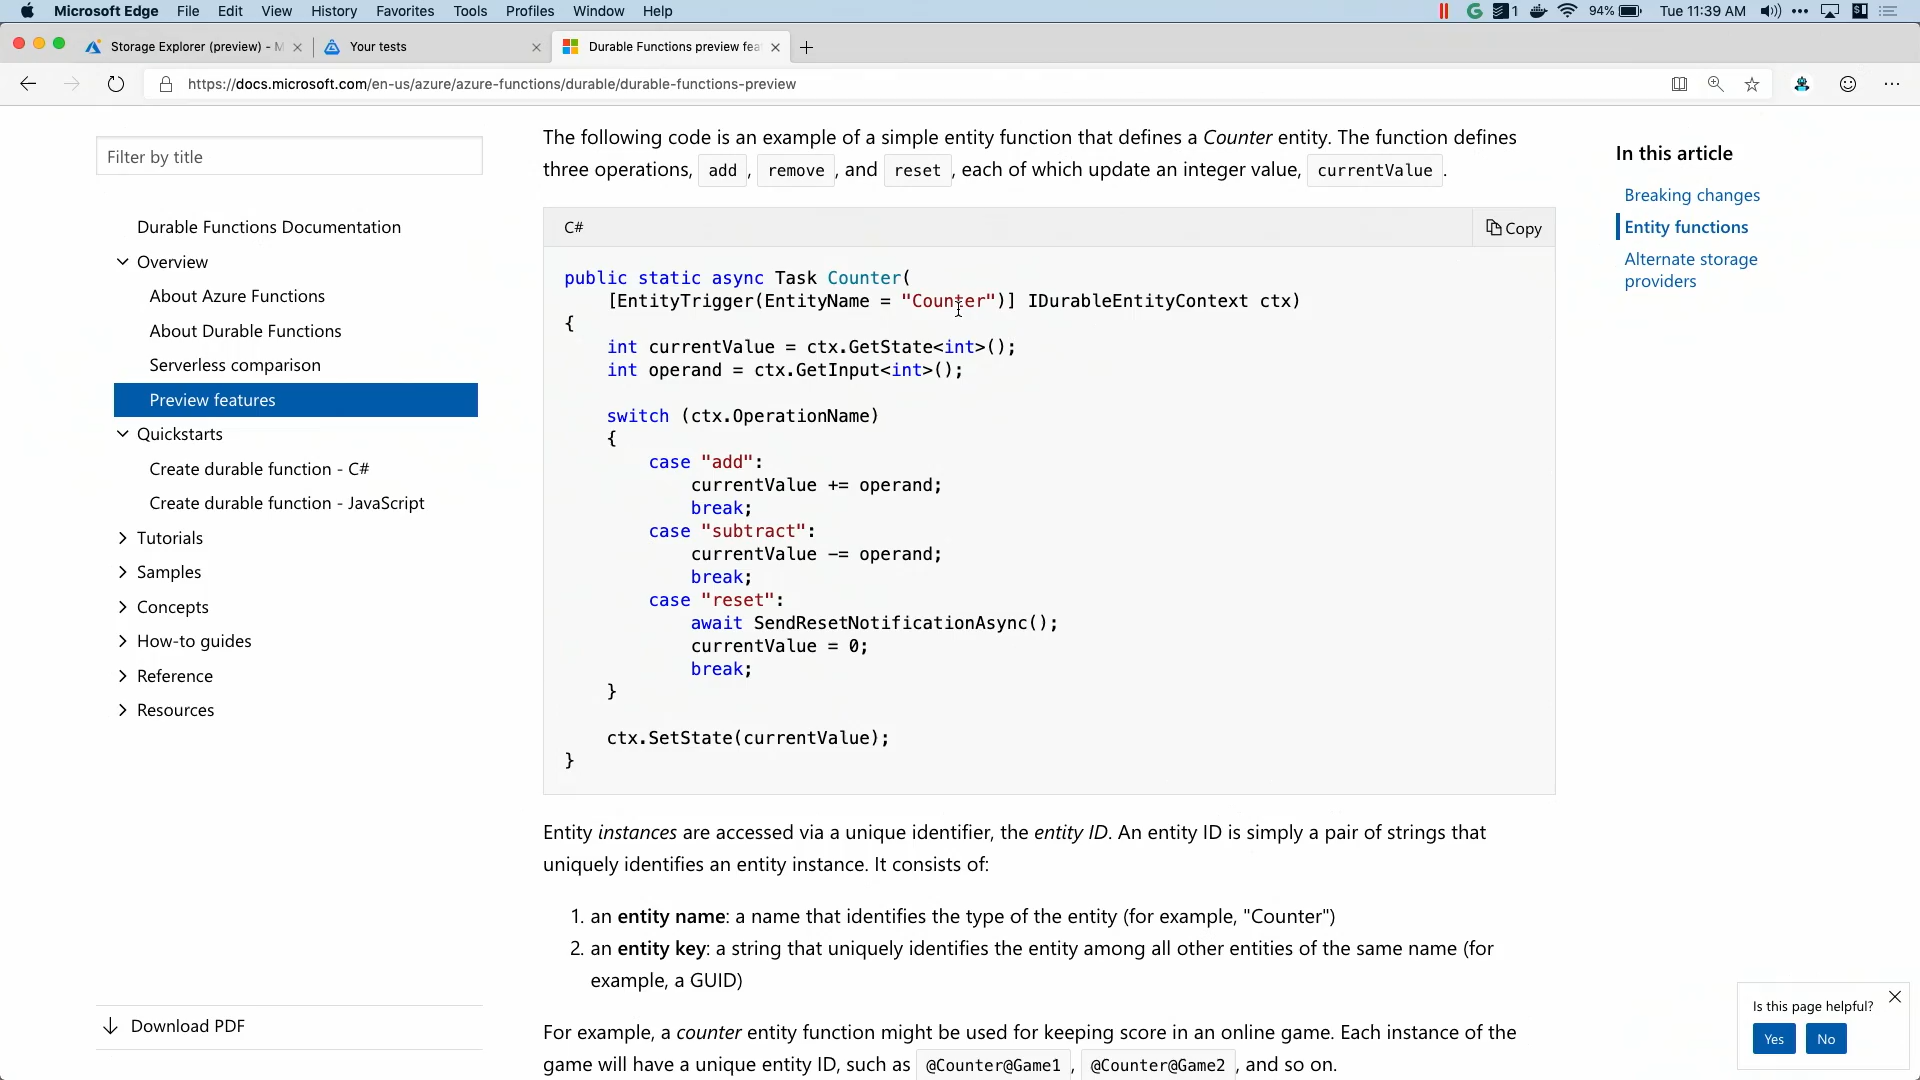 Microsoft Edge File Edit View History Favorites Tools Profiles Window Help
1 94% Tue 11:39 AM
Storage Explorer (preview) - M
Your tests
Durable Functions preview fea
https://docs.microsoft.com/en-us/azure/azure-functions/durable/durable-functions-preview
Filter by title
Durable Functions Documentation
Overview
About Azure Functions
About Durable Functions
Serverless comparison
Preview features
Quickstarts
Create durable function - C#
Create durable function - JavaScript
Tutorials
Samples
Concepts
How-to guides
Reference
Resources
Download PDF
The following code is an example of a simple entity function that defines a Counter entity. The function defines
three operations, add , remove , and reset , each of which update an integer value, currentValue .
C#
Copy
public static async Task Counter(
    [EntityTrigger(EntityName = "Counter")] IDurableEntityContext ctx)
{
    int currentValue = ctx.GetState<int>();
    int operand = ctx.GetInput<int>();
    switch (ctx.OperationName)
    {
        case "add":
            currentValue += operand;
            break;
        case "subtract":
            currentValue -= operand;
            break;
        case "reset":
            await SendResetNotificationAsync();
            currentValue = 0;
            break;
    }
    ctx.SetState(currentValue);
}
Entity instances are accessed via a unique identifier, the entity ID. An entity ID is simply a pair of strings that
uniquely identifies an entity instance. It consists of:
1. an entity name: a name that identifies the type of the entity (for example, "Counter")
2. an entity key: a string that uniquely identifies the entity among all other entities of the same name (for
example, a GUID)
For example, a counter entity function might be used for keeping score in an online game. Each instance of the
game will have a unique entity ID, such as @Counter@Game1 , @Counter@Game2 , and so on.
In this article
Breaking changes
Entity functions
Alternate storage
providers
Is this page helpful?
Yes
No